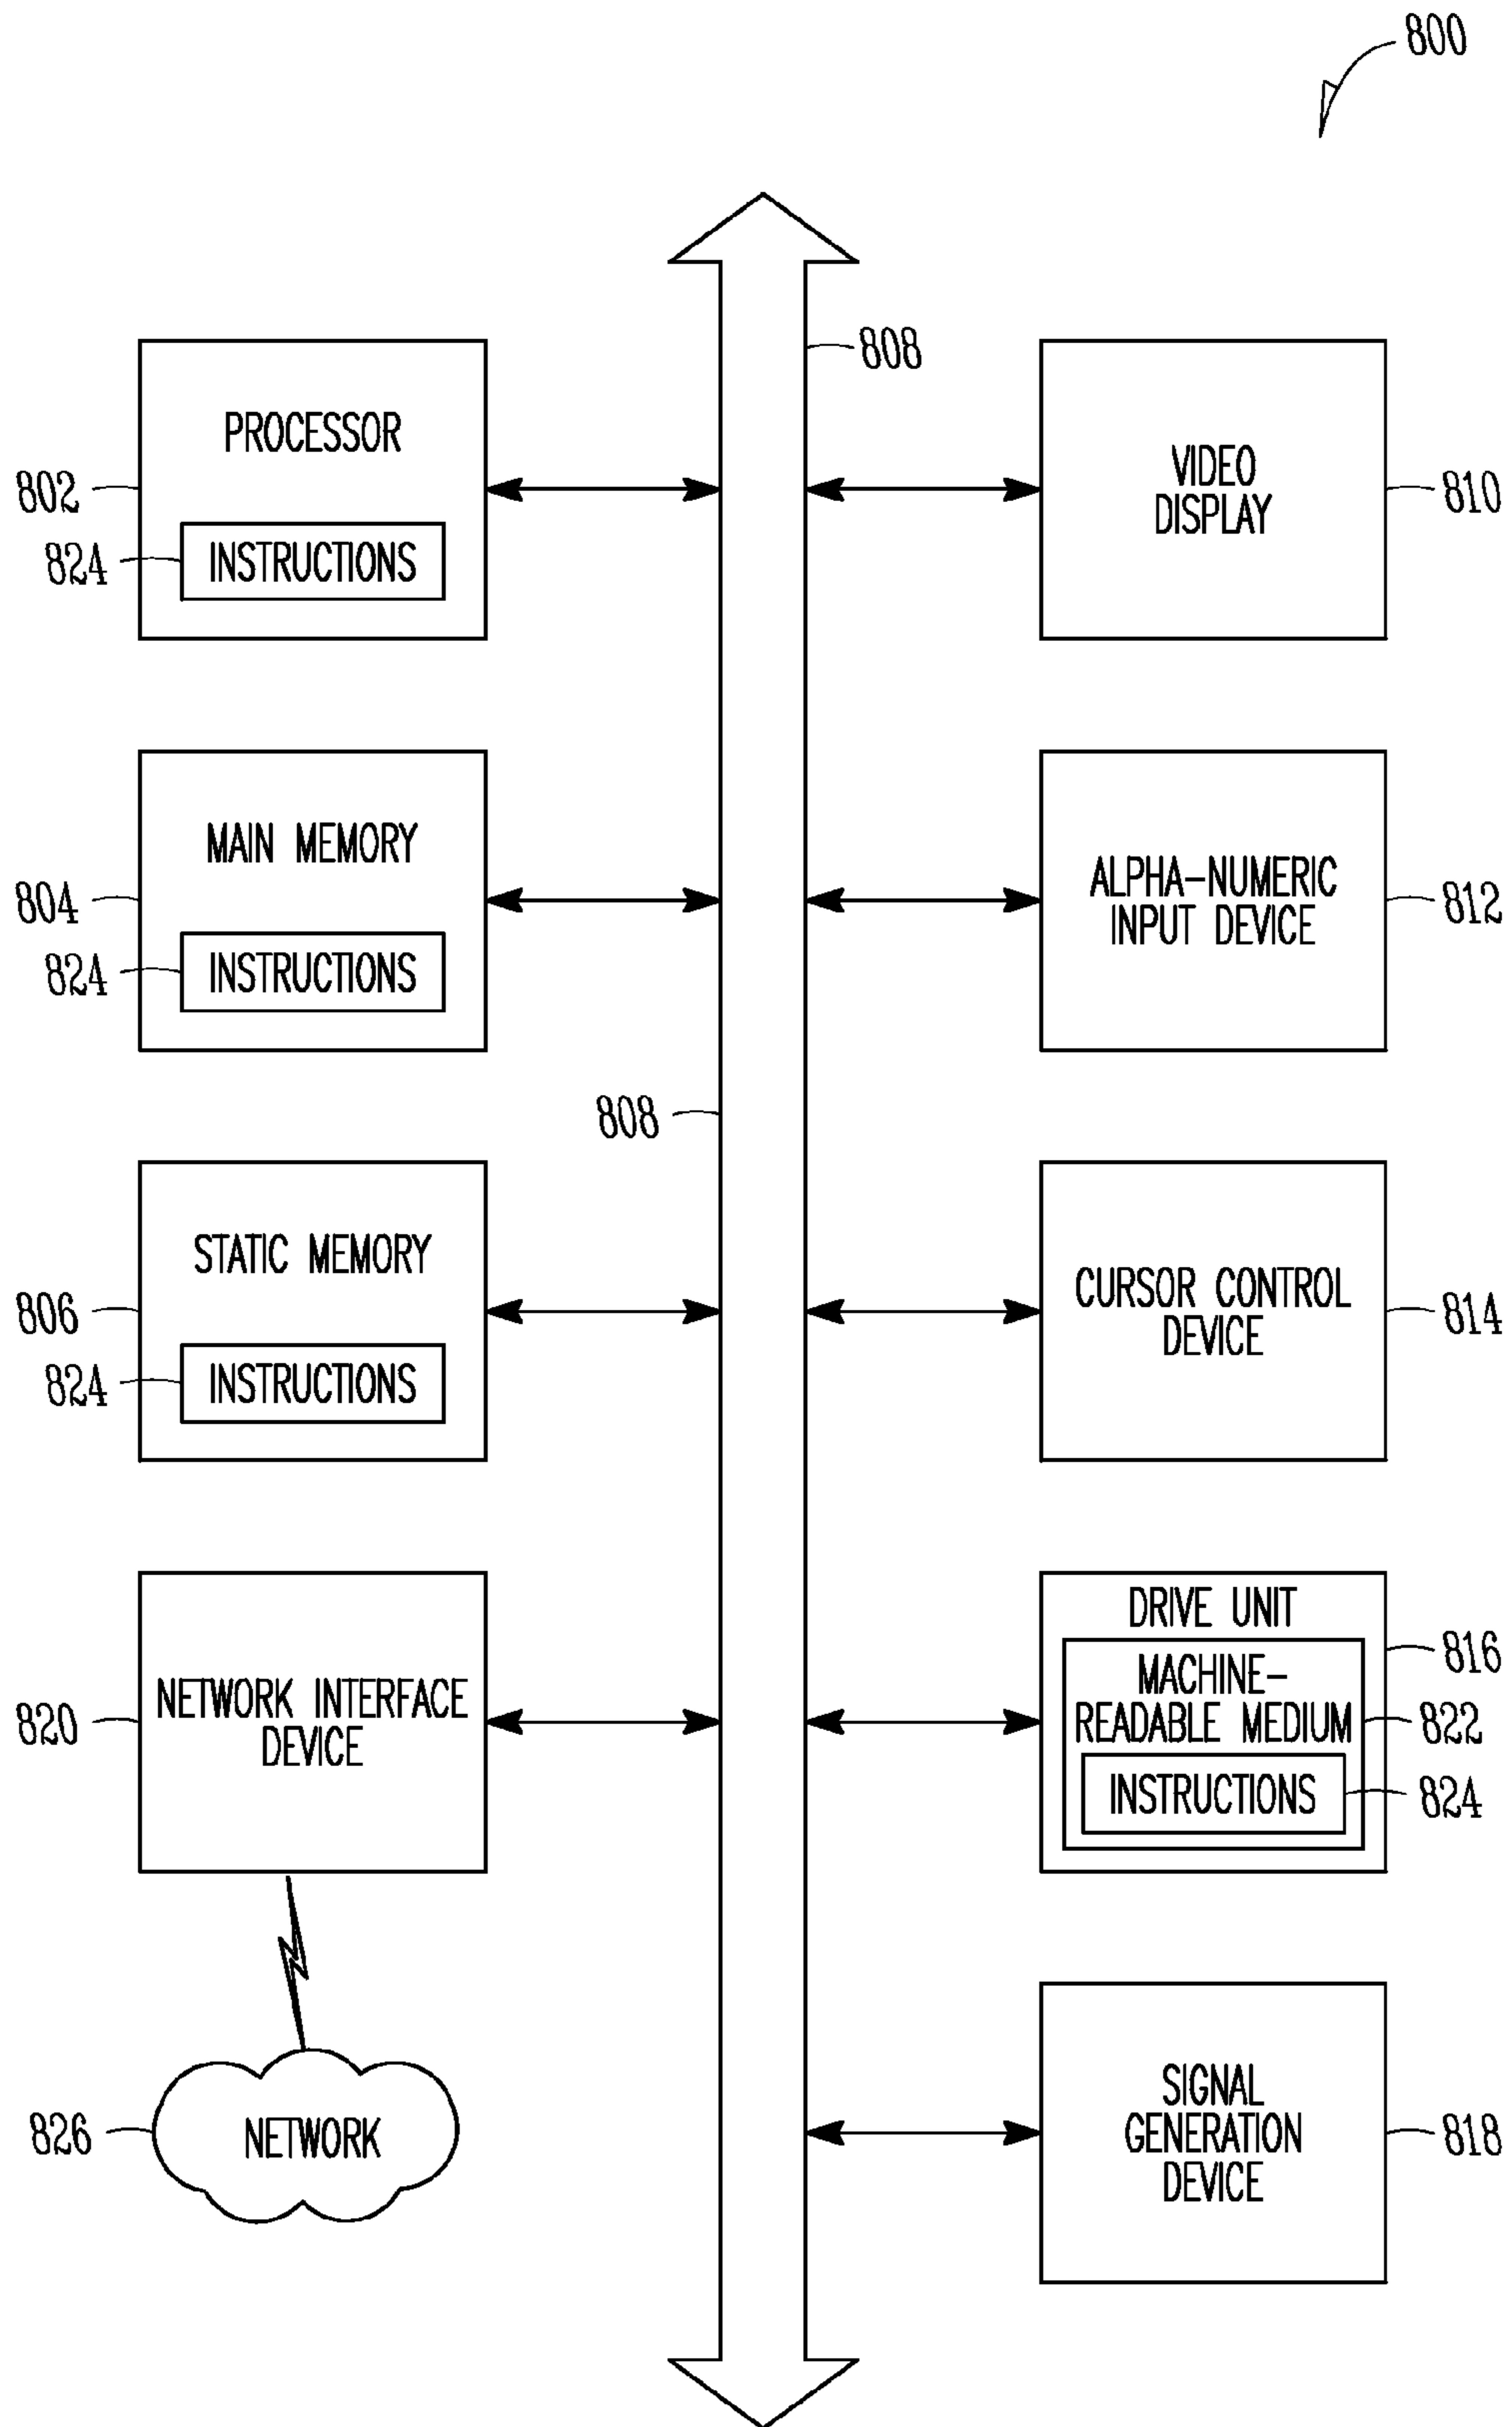 800
808
PROCESSOR
802
824
INSTRUCTIONS
VIDEO
DISPLAY
810
MAIN MEMORY
804
824
INSTRUCTIONS
ALPHA-NUMERIC
INPUT DEVICE
812
808
STATIC MEMORY
806
824
INSTRUCTIONS
CURSOR CONTROL
DEVICE
814
NETWORK INTERFACE
DEVICE
820
DRIVE UNIT
816
MACHINE-
READABLE MEDIUM
822
INSTRUCTIONS
824
826
NETWORK
SIGNAL
GENERATION
DEVICE
818